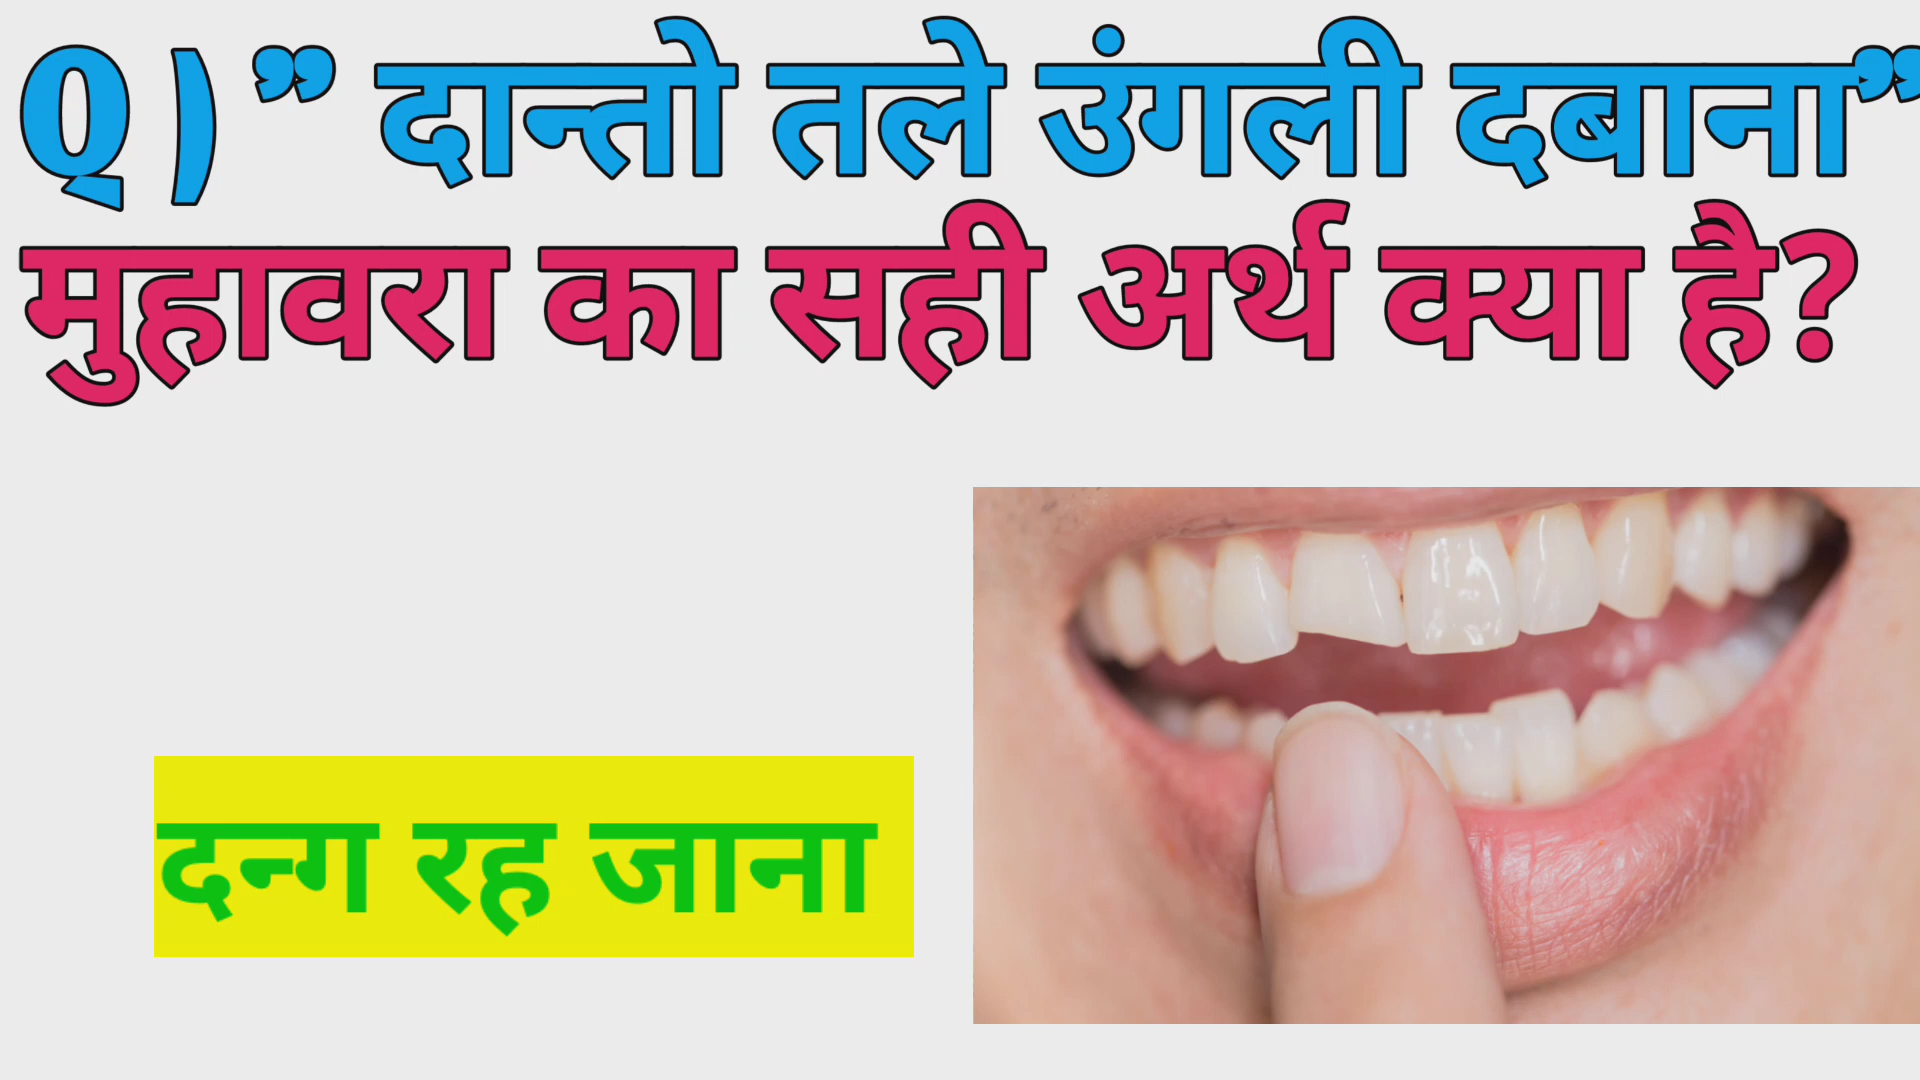 Q ) ” दान्तो तले उंगली दबाना”
मुहावरा का सही अर्थ क्या है?
दन्ग रह जाना